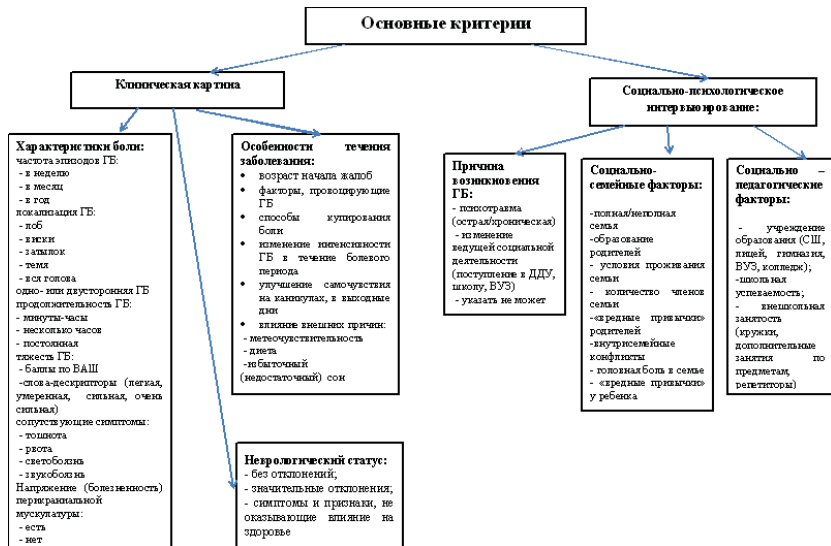 Основные критерии
Клиническая картина
Социально-психологическое
интервьюирование:
Характеристики боли:
частота эпизодов ГБ:
- в неделю
- в месяц
- в год
локализация ГБ:
- лоб
- виски
- затылок
- темя
- вся голова
одно- или двусторонняя ГБ
продолжительность ГБ:
- минуты-часы
- несколько часов
- постоянная
тяжесть ГБ:
- баллы по ВАШ
-слова-дескрипторы (легкая,
умеренная, сильная, очень
сильная)
сопутствующие симптомы:
- тошнота
- рвота
- светобоязнь
- звукобоязнь
Напряжение (болезненность)
перикраниальной
мускулатуры:
- есть
- нет
Особенности течения
заболевания:
• возраст начала жалоб
• факторы, провоцирующие
ГБ
• способы купирования
боли
• изменение интенсивности
ГБ в течение болевого
периода
• улучшение самочувствия
на каникулах, в выходные
дни
• влияние внешних причин:
- метеочувствительность
- диета
-избыточный
(недостаточный) сон
Неврологический статус:
- без отклонений;
- значительные отклонения;
- симптомы и признаки, не
оказывающие влияние на
здоровье
Причина
возникновения
ГБ:
- психотравма
(острая/хроническая)
- изменение
ведущей социальной
деятельности
(поступление в ДДУ,
школу, ВУЗ)
- указать не может
Социально-
семейные факторы:
-полная/неполная
семья
-образование
родителей
- условия проживания
семьи
- количество членов
семьи
-«вредные привычки»
родителей
-внутрисемейные
конфликты
- головная боль в семье
- «вредные привычки»
у ребенка
Социально –
педагогические
факторы:
- учреждение
образования (СШ,
лицей, гимназия,
ВУЗ, колледж);
-школьная
успеваемость;
- внешкольная
занятость
(кружки,
дополнительные
занятия по
предметам,
репетиторы)